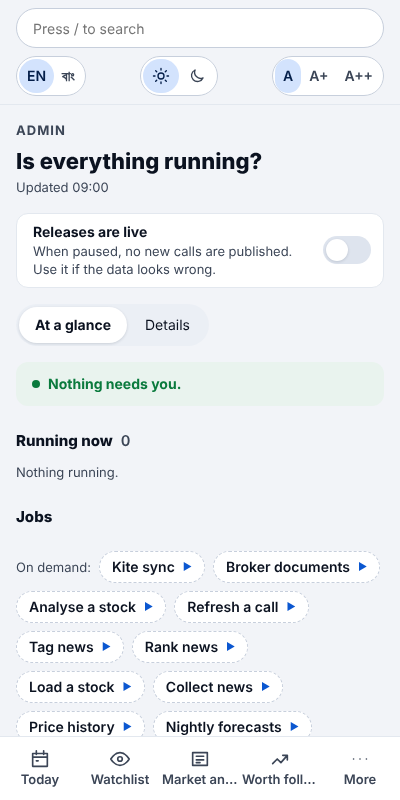 Press / to search
EN বাং A A+ A++
ADMIN
Is everything running?
Updated 09:00
Releases are live
When paused, no new calls are published.
Use it if the data looks wrong.
At a glance Details
Nothing needs you.
Running now 0
Nothing running.
Jobs
On demand: Kite sync Broker documents
Analyse a stock Refresh a call
Tag news Rank news
Load a stock Collect news
Price history Nightly forecasts
Today Watchlist Market an... Worth foll... More